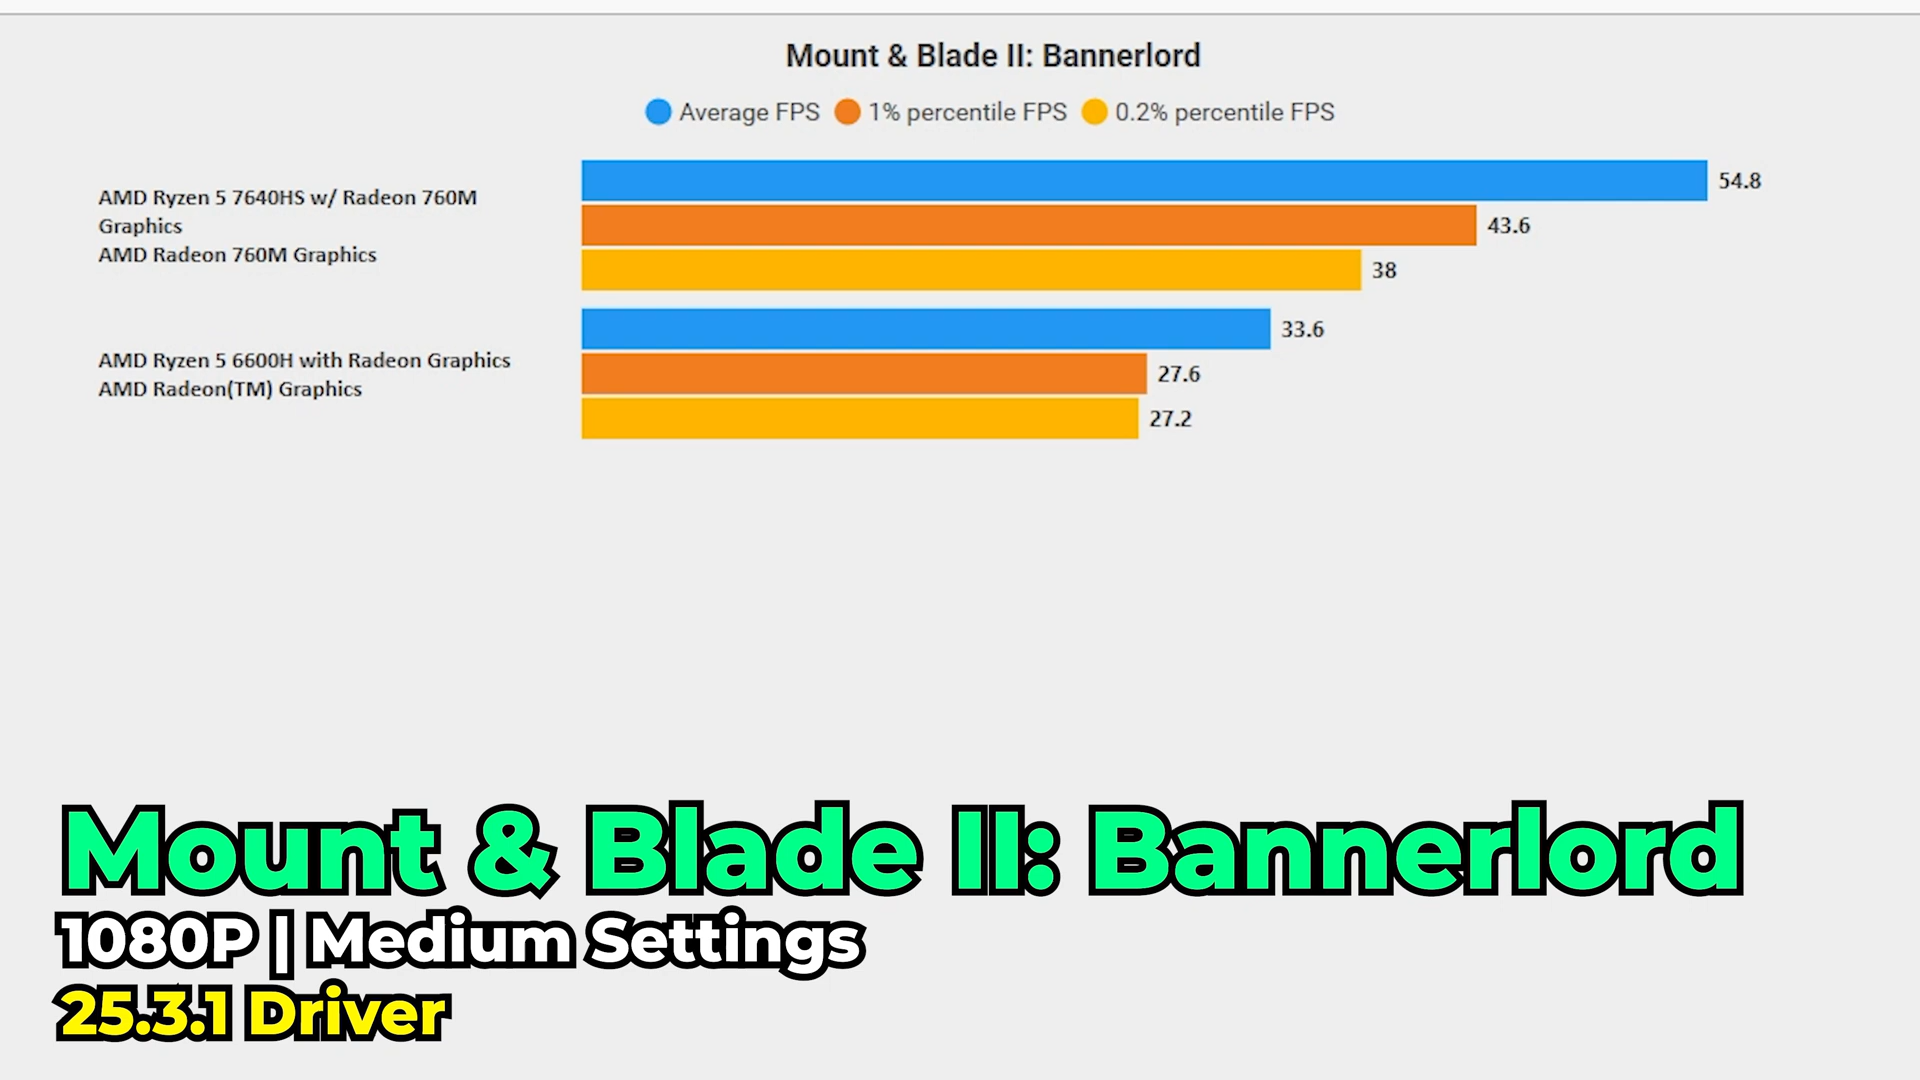 Mount & Blade II: Bannerlord
Average FPS 1% percentile FPS 0.2% percentile FPS
AMD Ryzen 5 7640HS w/ Radeon 760M
Graphics
AMD Radeon 760M Graphics
54.8
43.6
38
AMD Ryzen 5 6600H with Radeon Graphics
AMD Radeon(TM) Graphics
33.6
27.6
27.2
Mount & Blade II: Bannerlord
1080P | Medium Settings
25.3.1 Driver